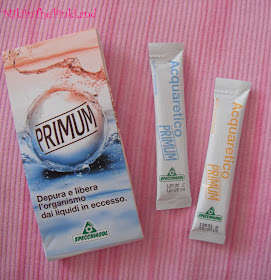 PRIMUM
Depura e libera
l'organismo
dai liquidi in eccesso.
SPECCHIASOL
Acquaretico
PRIMUM
SPECCHIASOL
Acquaretico
PRIMUM
SPECCHIASOL